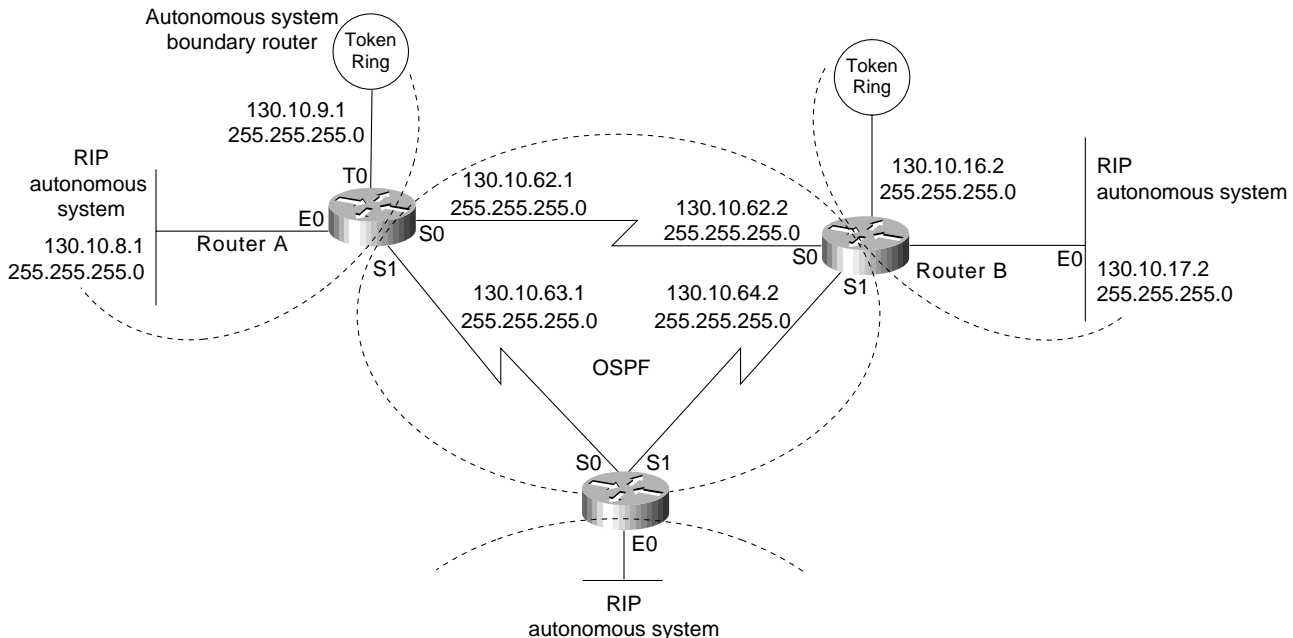 Autonomous system
boundary router
Token
Ring
130.10.9.1
255.255.255.0
T0
RIP
autonomous
system
130.10.8.1
255.255.255.0
E0
Router A
S0
S1
130.10.62.1
255.255.255.0
130.10.62.2
255.255.255.0
Token
Ring
130.10.16.2
255.255.255.0
RIP
autonomous system
S0
S1
Router B
E0
130.10.17.2
255.255.255.0
130.10.63.1
255.255.255.0
130.10.64.2
255.255.255.0
OSPF
S0
S1
E0
RIP
autonomous system